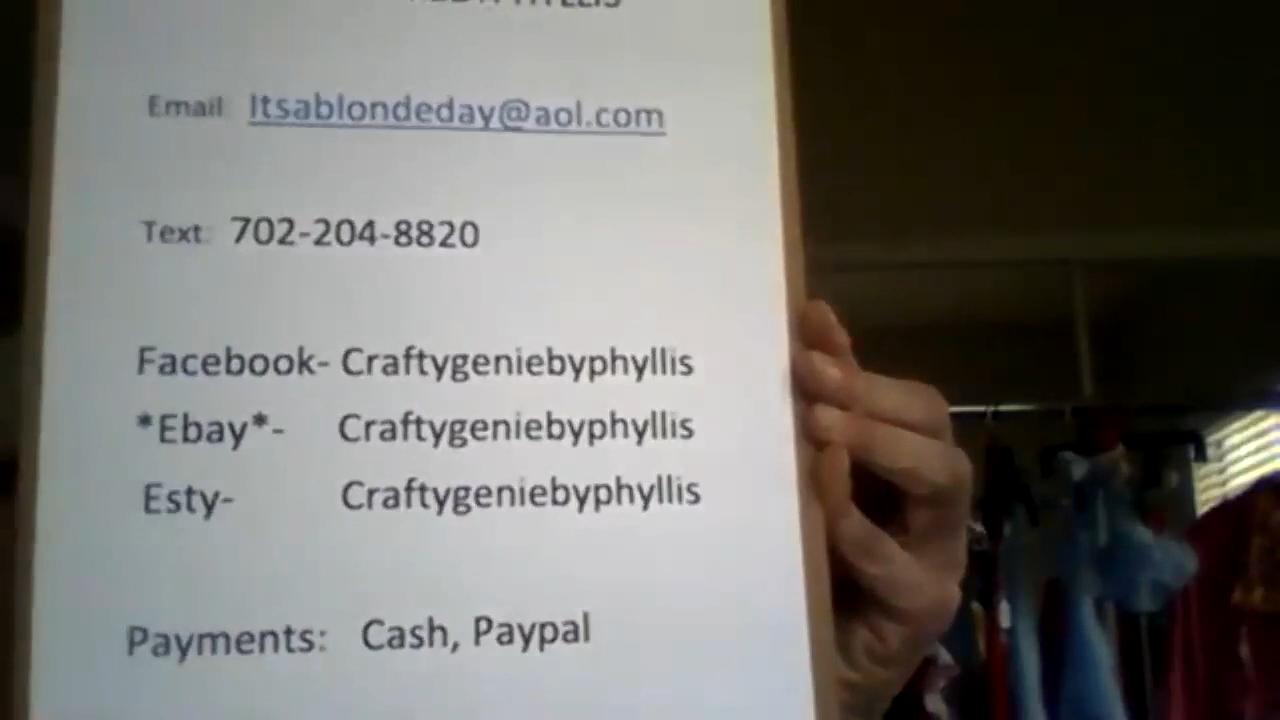 Email: Itsablondeday@aol.com
Text: 702-204-8820
Facebook- Craftygeniebyphyllis
*Ebay*- Craftygeniebyphyllis
Esty- Craftygeniebyphyllis
Payments: Cash, Paypal